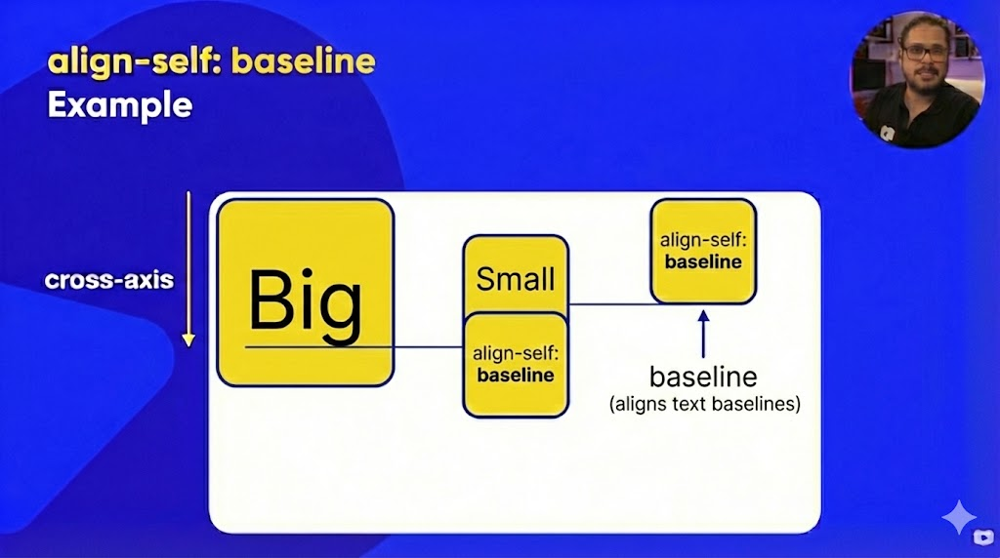 align-self: baseline
Example
cross-axis
Big
Small
align-self:
baseline
align-self:
baseline
baseline
(aligns text baselines)